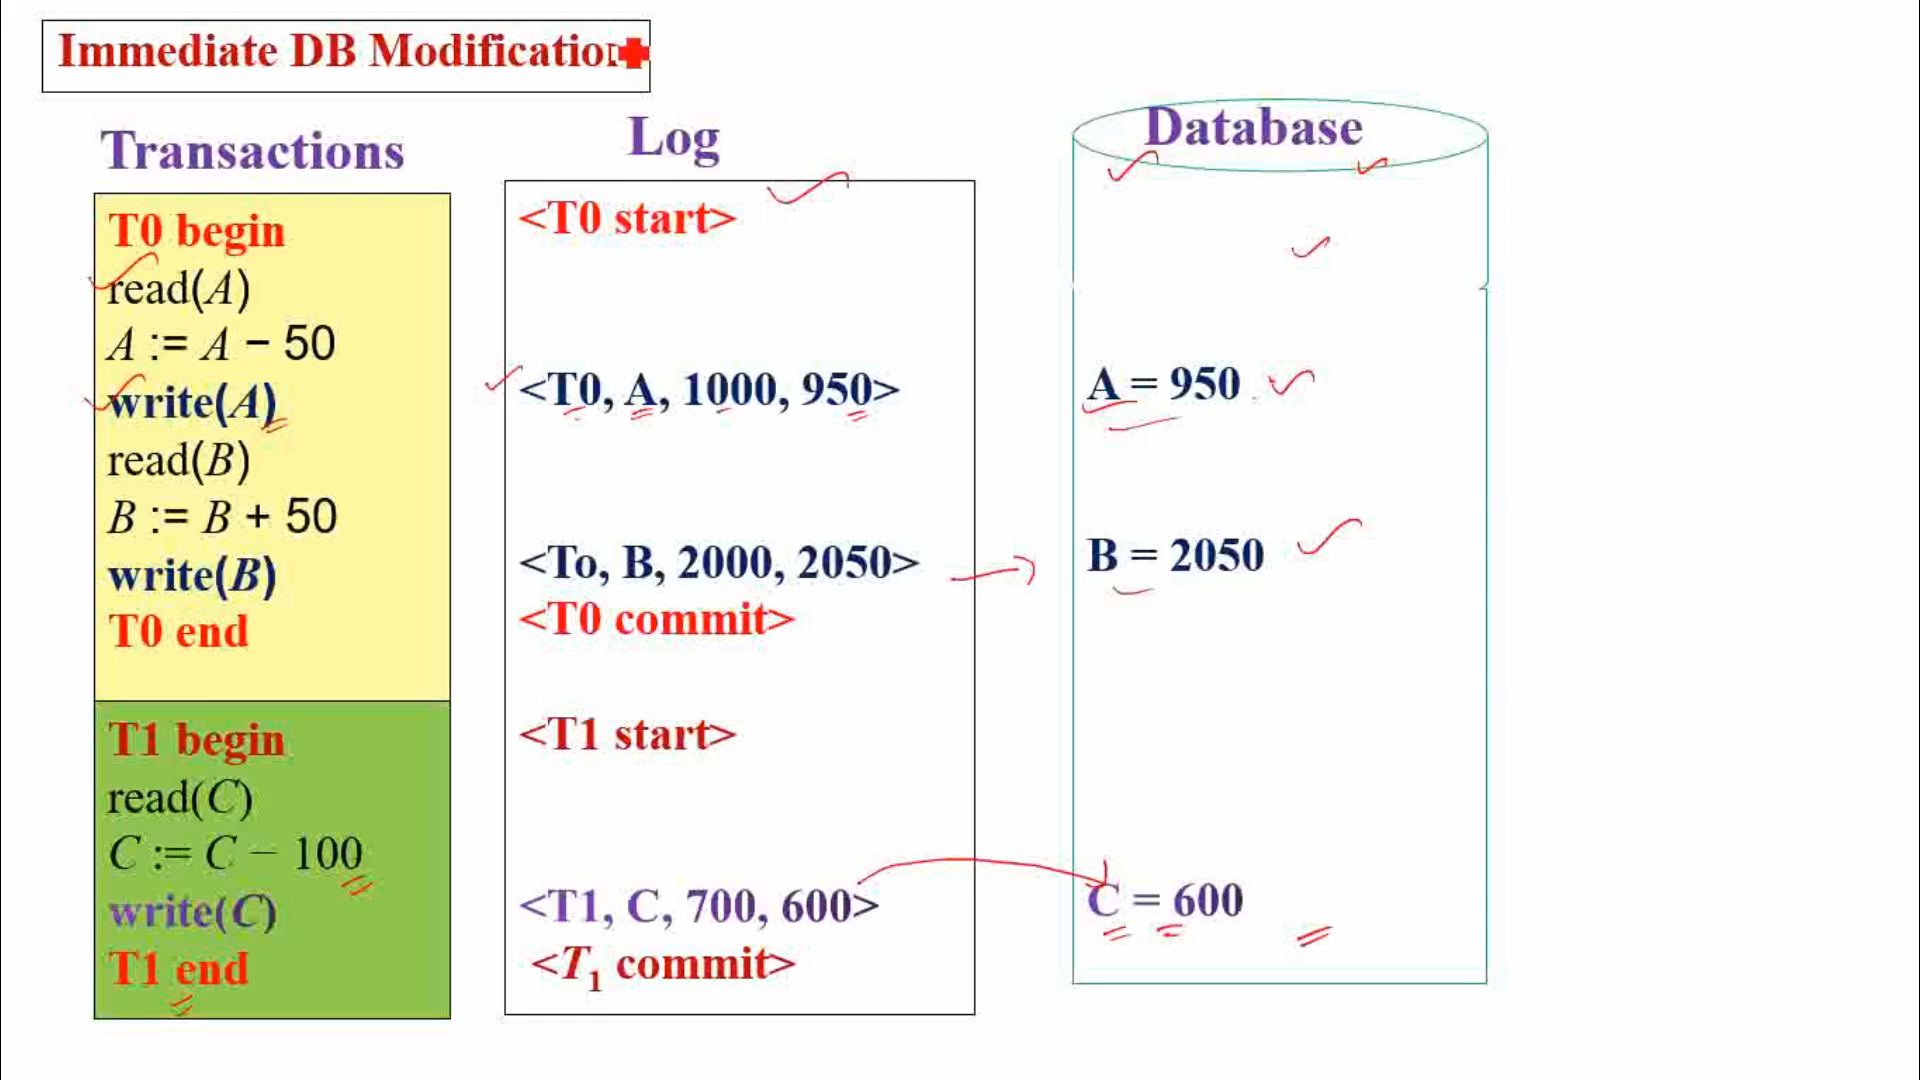 Immediate DB Modification
Transactions
T0 begin
read(A)
A := A − 50
write(A)
read(B)
B := B + 50
write(B)
T0 end
T1 begin
read(C)
C := C − 100
write(C)
T1 end
Log
<T0 start>
<T0, A, 1000, 950>
<To, B, 2000, 2050>
<T0 commit>
<T1 start>
<T1, C, 700, 600>
<T1 commit>
Database
A = 950
B = 2050
C = 600